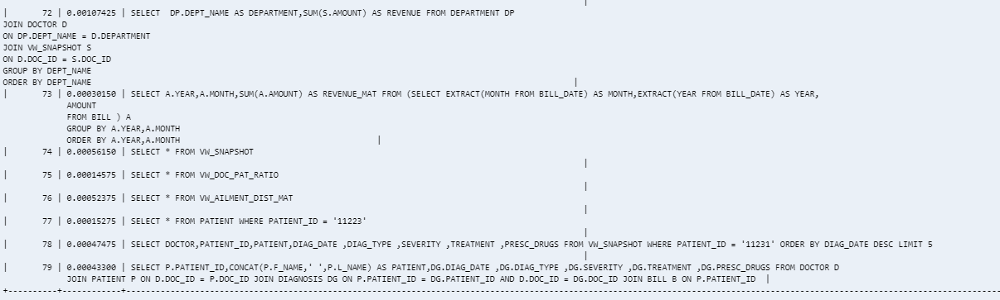 |
| 72 | 0.00107425 | SELECT DP.DEPT_NAME AS DEPARTMENT,SUM(S.AMOUNT) AS REVENUE FROM DEPARTMENT DP
JOIN DOCTOR D
ON DP.DEPT_NAME = D.DEPARTMENT
JOIN VW_SNAPSHOT S
ON D.DOC_ID = S.DOC_ID
GROUP BY DEPT_NAME
ORDER BY DEPT_NAME |
| 73 | 0.00030150 | SELECT A.YEAR,A.MONTH,SUM(A.AMOUNT) AS REVENUE_MAT FROM (SELECT EXTRACT(MONTH FROM BILL_DATE) AS MONTH,EXTRACT(YEAR FROM BILL_DATE) AS YEAR,
AMOUNT
FROM BILL ) A
GROUP BY A.YEAR,A.MONTH
ORDER BY A.YEAR,A.MONTH |
| 74 | 0.00056150 | SELECT * FROM VW_SNAPSHOT
|
| 75 | 0.00014575 | SELECT * FROM VW_DOC_PAT_RATIO
|
| 76 | 0.00052375 | SELECT * FROM VW_AILMENT_DIST_MAT
|
| 77 | 0.00015275 | SELECT * FROM PATIENT WHERE PATIENT_ID = '11223'
|
| 78 | 0.00047475 | SELECT DOCTOR,PATIENT_ID,PATIENT,DIAG_DATE ,DIAG_TYPE ,SEVERITY ,TREATMENT ,PRESC_DRUGS FROM VW_SNAPSHOT WHERE PATIENT_ID = '11231' ORDER BY DIAG_DATE DESC LIMIT 5
|
| 79 | 0.00043300 | SELECT P.PATIENT_ID,CONCAT(P.F_NAME,' ',P.L_NAME) AS PATIENT,DG.DIAG_DATE ,DG.DIAG_TYPE ,DG.SEVERITY ,DG.TREATMENT ,DG.PRESC_DRUGS FROM DOCTOR D
JOIN PATIENT P ON D.DOC_ID = P.DOC_ID JOIN DIAGNOSIS DG ON P.PATIENT_ID = DG.PATIENT_ID AND D.DOC_ID = DG.DOC_ID JOIN BILL B ON P.PATIENT_ID |